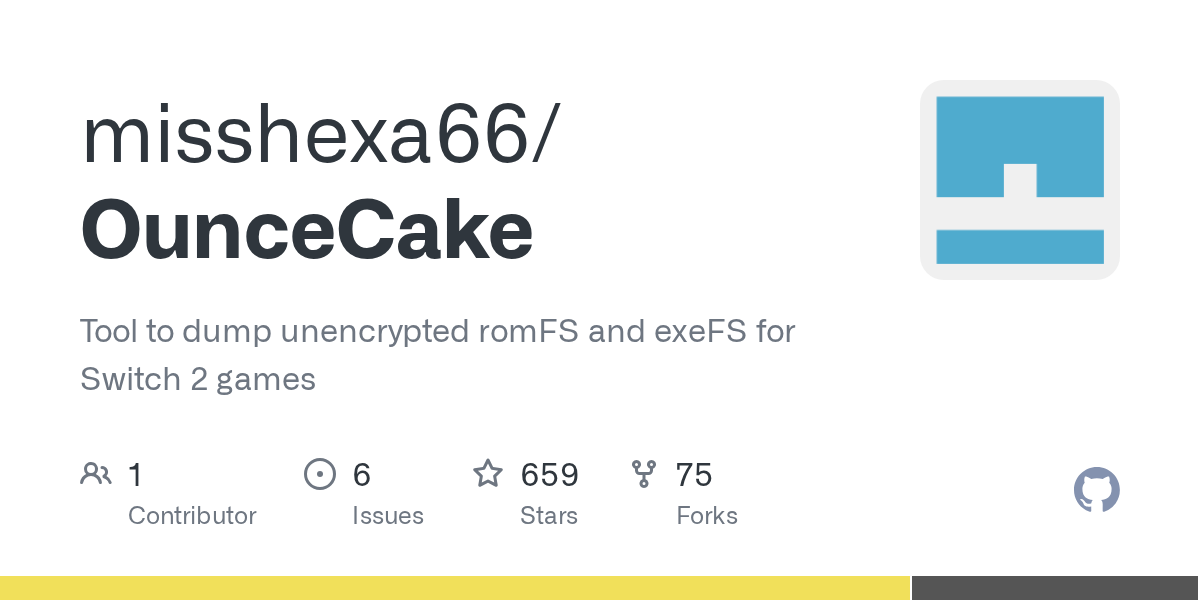 misshexa66/
OunceCake
Tool to dump unencrypted romFS and exeFS for
Switch 2 games
1 6 659 75
Contributor Issues Stars Forks